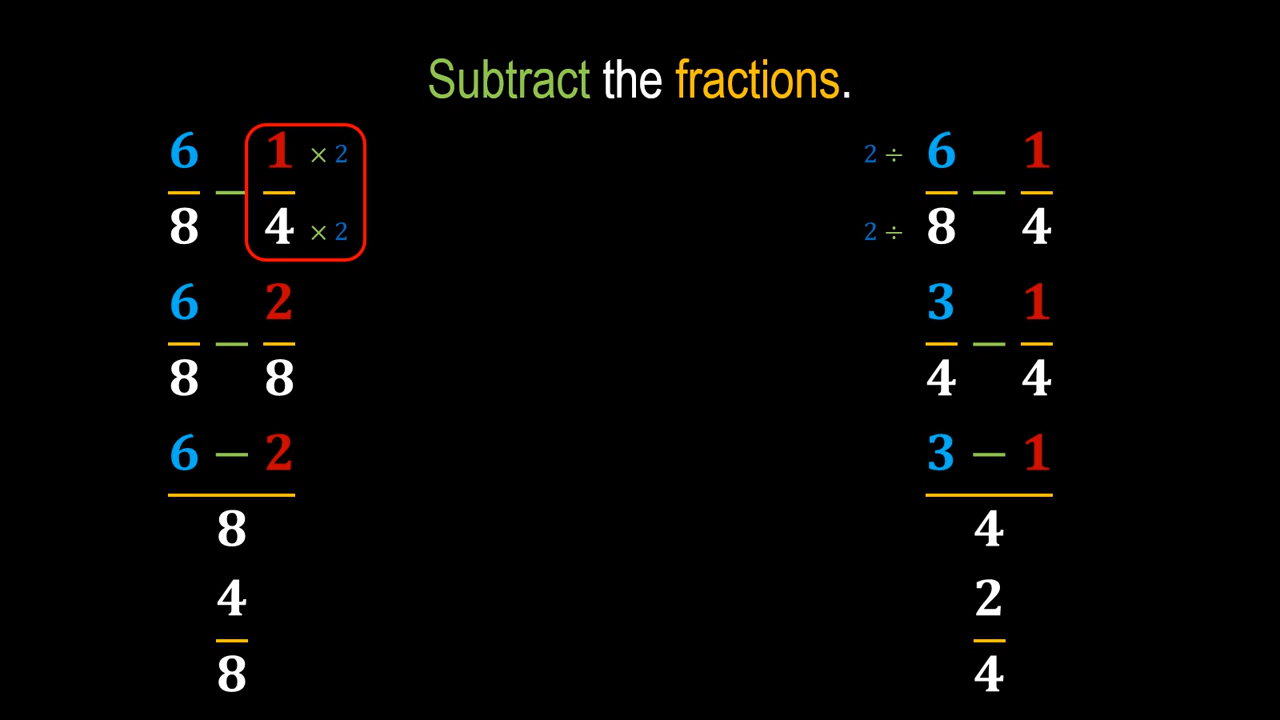 Subtract the fractions.
6/8 − 1/4 × 2 × 2
2 ÷ 2 ÷ 6/8 − 1/4
6/8 − 2/8
3/4 − 1/4
6 − 2 / 8
3 − 1 / 4
4/8
2/4